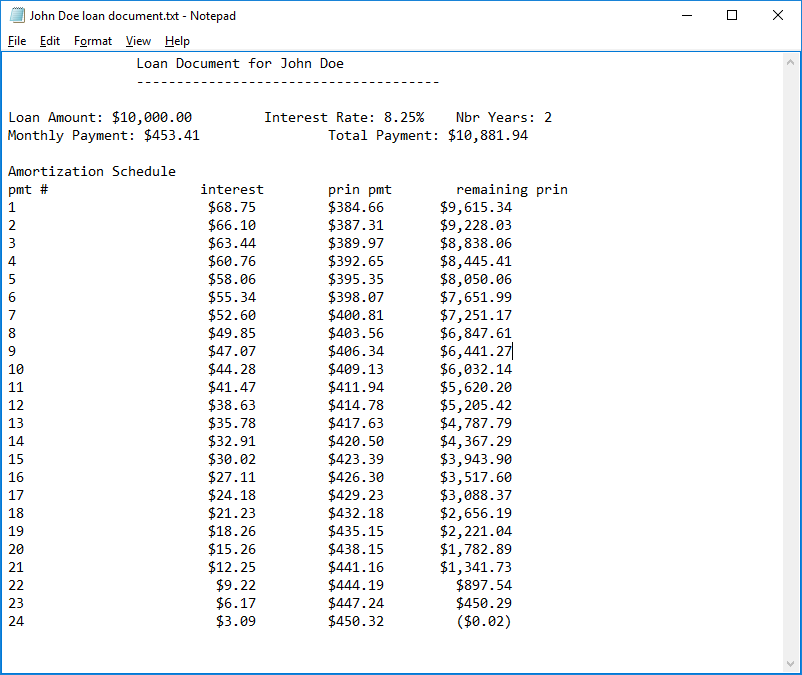 John Doe loan document.txt - Notepad
File Edit Format View Help
Loan Document for John Doe
--------------------------------------
Loan Amount: $10,000.00 Interest Rate: 8.25% Nbr Years: 2
Monthly Payment: $453.41 Total Payment: $10,881.94
Amortization Schedule
pmt # interest prin pmt remaining prin
1 $68.75 $384.66 $9,615.34
2 $66.10 $387.31 $9,228.03
3 $63.44 $389.97 $8,838.06
4 $60.76 $392.65 $8,445.41
5 $58.06 $395.35 $8,050.06
6 $55.34 $398.07 $7,651.99
7 $52.60 $400.81 $7,251.17
8 $49.85 $403.56 $6,847.61
9 $47.07 $406.34 $6,441.27
10 $44.28 $409.13 $6,032.14
11 $41.47 $411.94 $5,620.20
12 $38.63 $414.78 $5,205.42
13 $35.78 $417.63 $4,787.79
14 $32.91 $420.50 $4,367.29
15 $30.02 $423.39 $3,943.90
16 $27.11 $426.30 $3,517.60
17 $24.18 $429.23 $3,088.37
18 $21.23 $432.18 $2,656.19
19 $18.26 $435.15 $2,221.04
20 $15.26 $438.15 $1,782.89
21 $12.25 $441.16 $1,341.73
22 $9.22 $444.19 $897.54
23 $6.17 $447.24 $450.29
24 $3.09 $450.32 ($0.02)